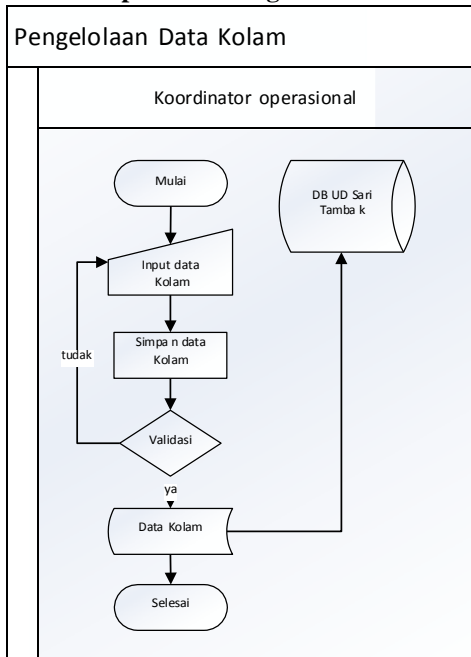 Pengelolaan Data Kolam
Koordinator operasional
Mulai
DB UD Sari
Tamba k
Input data
Kolam
Simpa n data
Kolam
tudak
Validasi
ya
Data Kolam
Selesai